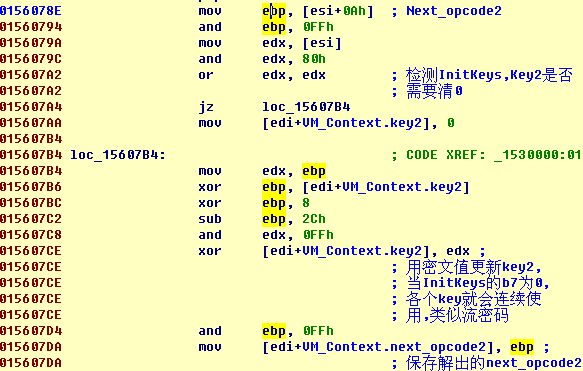 0156078E mov ebp, [esi+0Ah] ; Next_opcode2
01560794 and ebp, 0FFh
0156079A mov edx, [esi]
0156079C and edx, 80h
015607A2 or edx, edx ; 检测InitKeys,Key2是否
015607A2 ; 需要清0
015607A4 jz loc_15607B4
015607AA mov [edi+VM_Context.key2], 0
015607B4
015607B4 loc_15607B4: ; CODE XREF: _1530000:01
015607B4 mov edx, ebp
015607B6 xor ebp, [edi+VM_Context.key2]
015607BC xor ebp, 8
015607C2 sub ebp, 2Ch
015607C8 and edx, 0FFh
015607CE xor [edi+VM_Context.key2], edx ;
015607CE ; 用密文值更新key2,
015607CE ; 当InitKeys的b7为0,
015607CE ; 各个key就会连续使
015607CE ; 用,类似流密码
015607D4 and ebp, 0FFh
015607DA mov [edi+VM_Context.next_opcode2], ebp ;
015607DA ; 保存解出的next_opcode2